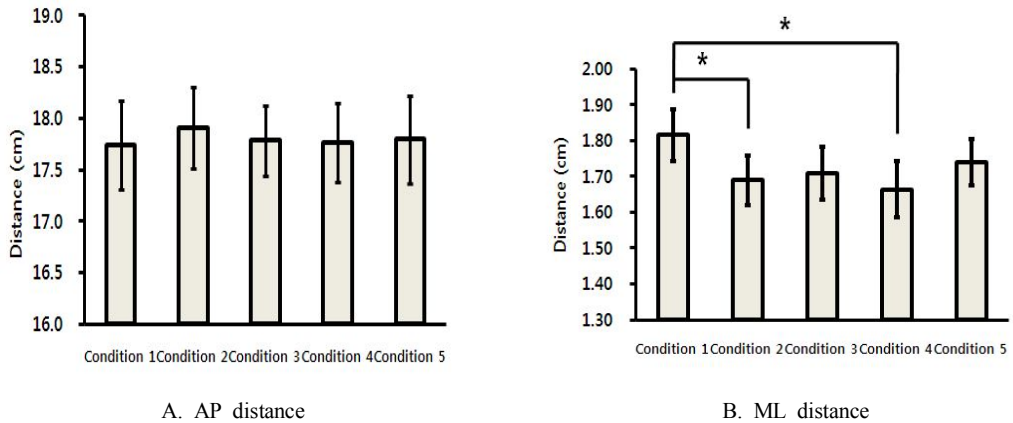 19.0
18.5
18.0
17.5
17.0
16.5
16.0
Distance (cm)
Condition 1Condition 2Condition 3Condition 4Condition 5
A. AP distance
*
*
2.00
1.90
1.80
1.70
1.60
1.50
1.40
1.30
Distance (cm)
Condition 1Condition 2Condition 3Condition 4Condition 5
B. ML distance